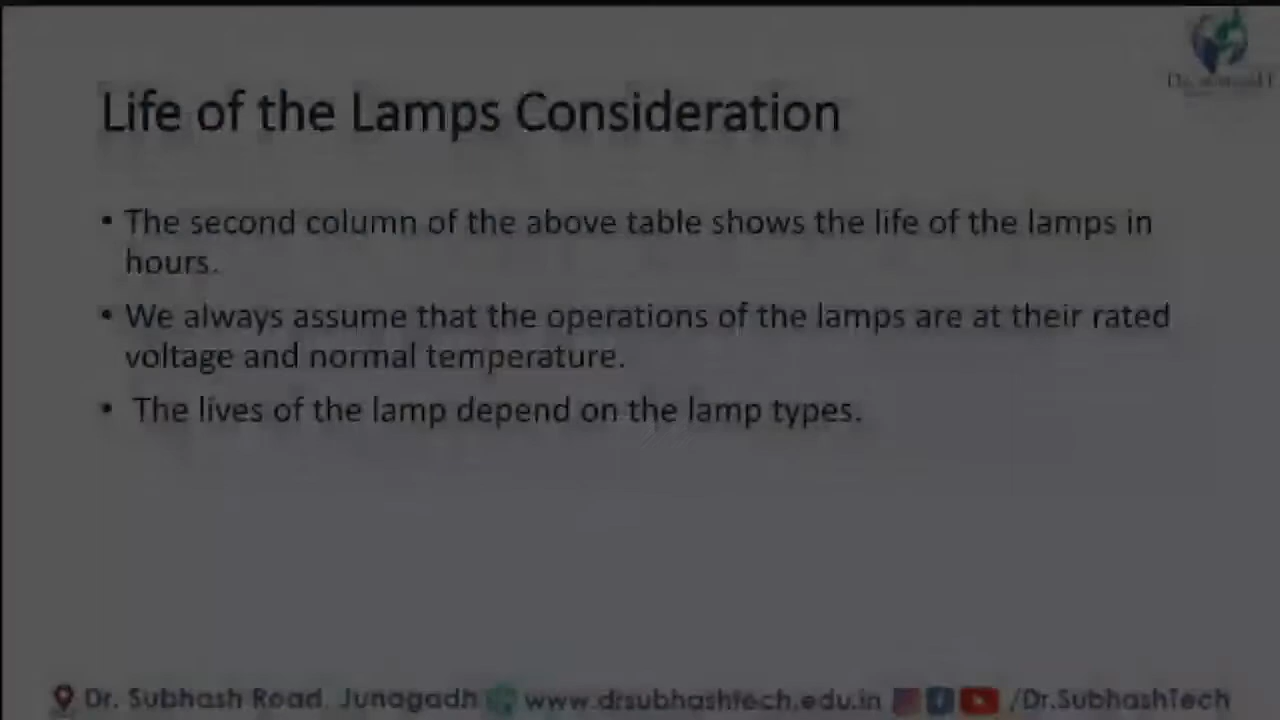 Life of the Lamps Consideration
• The second column of the above table shows the life of the lamps in
hours.
• We always assume that the operations of the lamps are at their rated
voltage and normal temperature.
• The lives of the lamp depend on the lamp types.
Dr. Subhash Road, Junagadh www.drsubhashtech.edu.in /Dr.SubhashTech